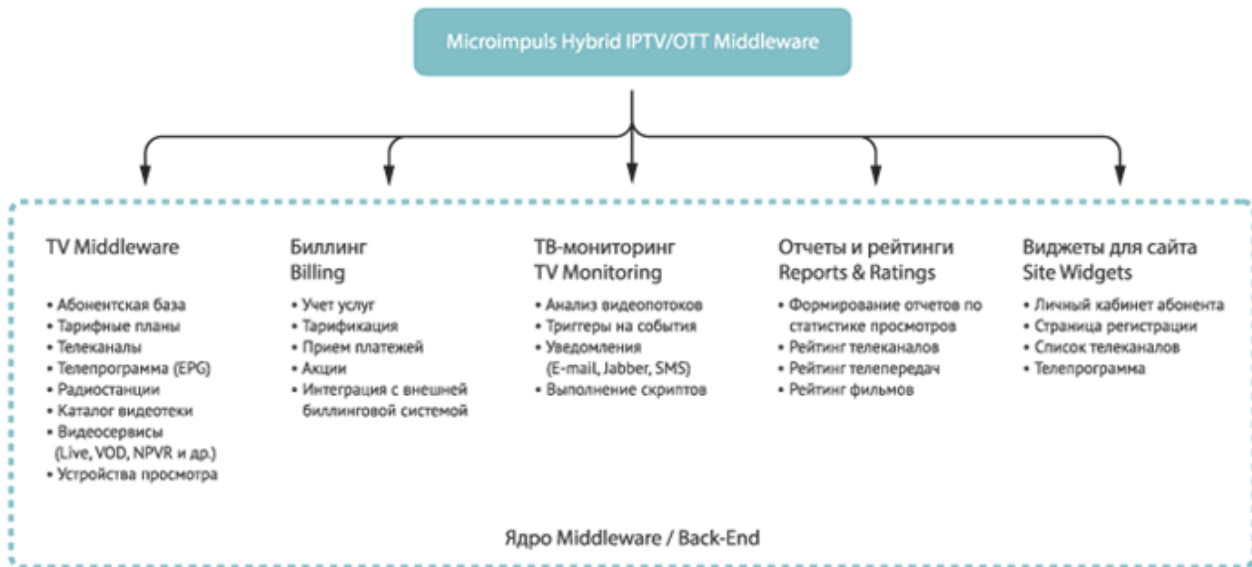 Microimpuls Hybrid IPTV/OTT Middleware
TV Middleware
• Абонентская база
• Тарифные планы
• Телеканалы
• Телепрограмма (EPG)
• Радиостанции
• Каталог видеотеки
• Видеосервисы
(Live, VOD, NPVR и др.)
• Устройства просмотра
Биллинг
Billing
• Учет услуг
• Тарификация
• Прием платежей
• Акции
• Интеграция с внешней
биллинговой системой
ТВ-мониторинг
TV Monitoring
• Анализ видеопотоков
• Триггеры на события
• Уведомления
(E-mail, Jabber, SMS)
• Выполнение скриптов
Отчеты и рейтинги
Reports & Ratings
• Формирование отчетов по
статистике просмотров
• Рейтинг телеканалов
• Рейтинг телепередач
• Рейтинг фильмов
Виджеты для сайта
Site Widgets
• Личный кабинет абонента
• Страница регистрации
• Список телеканалов
• Телепрограмма
Ядро Middleware / Back-End